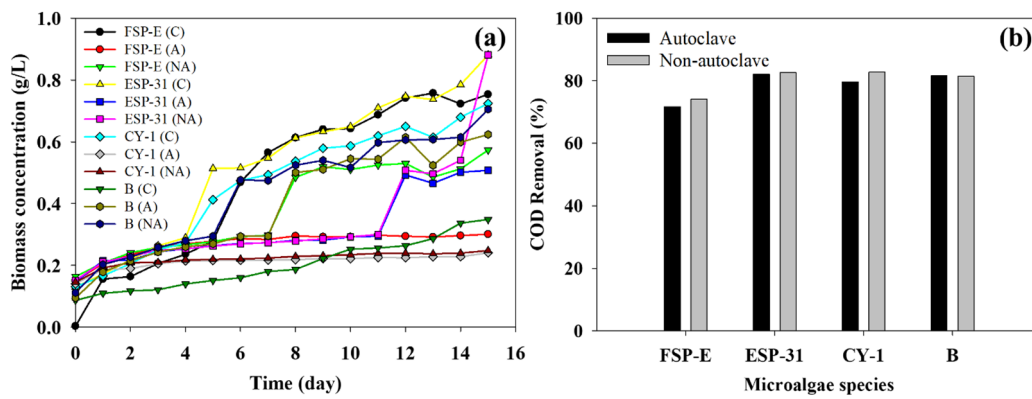 (a)
FSP-E (C)
FSP-E (A)
FSP-E (NA)
ESP-31 (C)
ESP-31 (A)
ESP-31 (NA)
CY-1 (C)
CY-1 (A)
CY-1 (NA)
B (C)
B (A)
B (NA)
Biomass concentration (g/L)
1.0
0.8
0.6
0.4
0.2
0.0
0 2 4 6 8 10 12 14 16
Time (day)
(b)
Autoclave
Non-autoclave
COD Removal (%)
100
80
60
40
20
0
FSP-E ESP-31 CY-1 B
Microalgae species